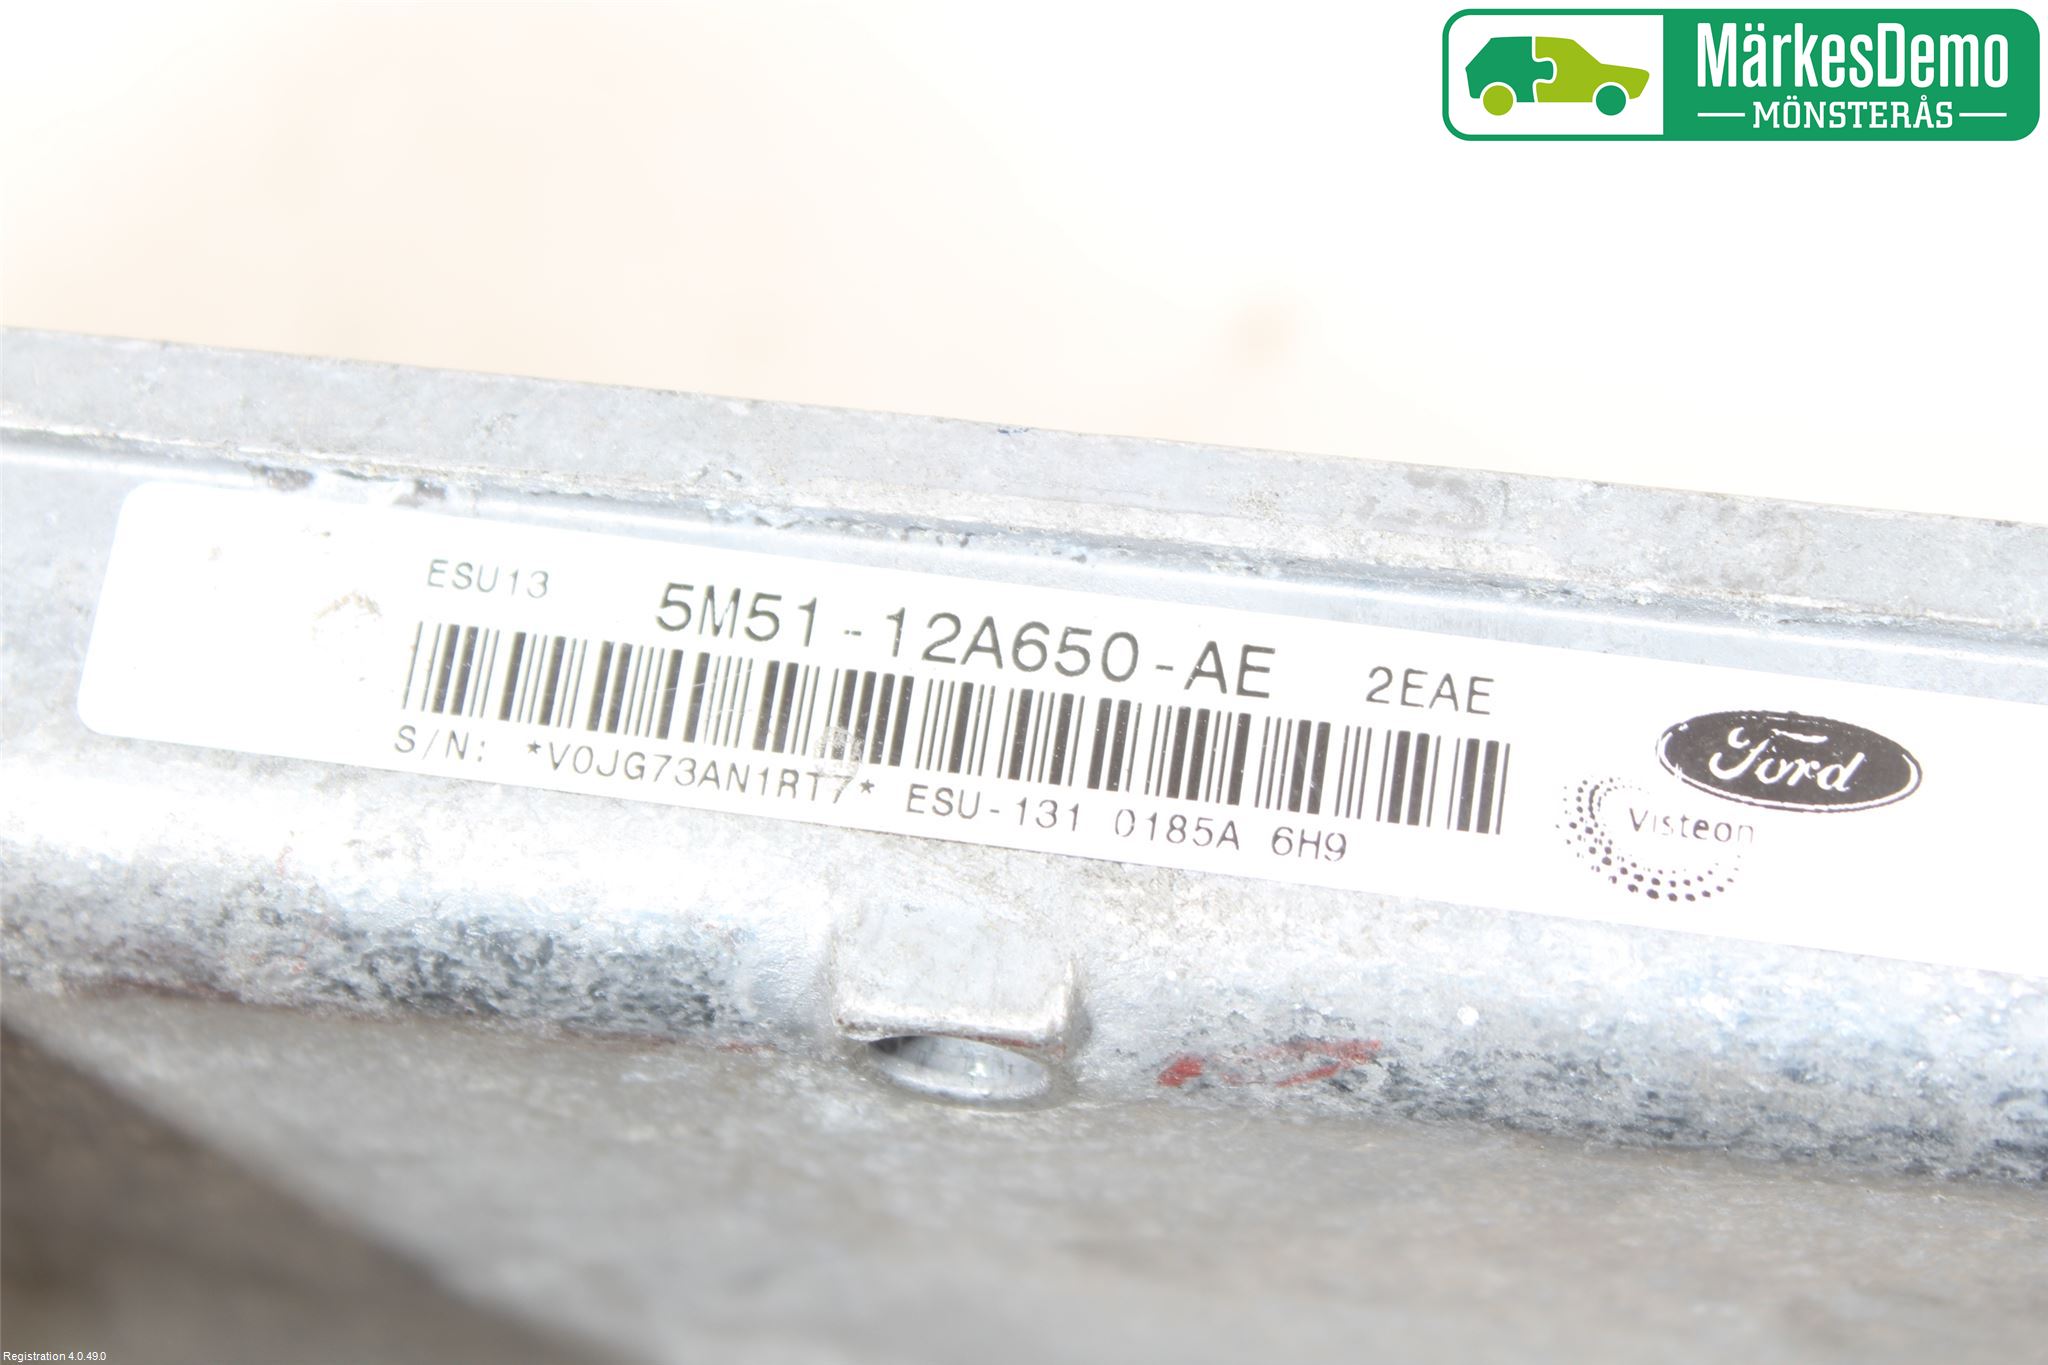 MärkesDemo
MÖNSTERÅS
ESU13 5M51-12A650-AE 2EAE
S/N: *V0JG73AN1RT7* ESU-131 0185A 6H9
Ford
Visteon
Registration 4.0.49.0